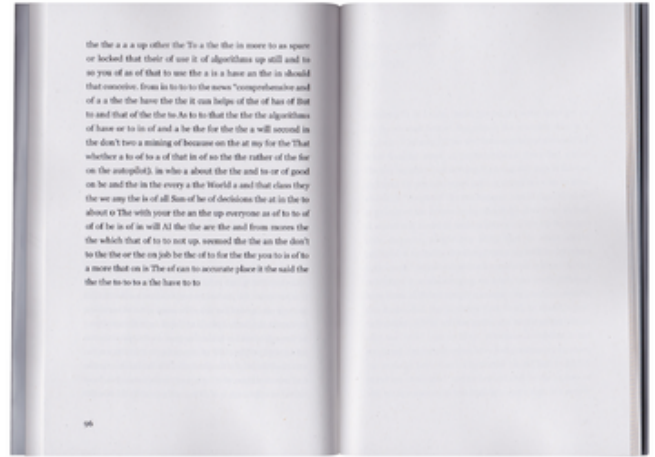 the the a a a up other the To a the the in more to as spare
or locked that their of use it of algorithms up still and to
so you of as of that to use the a is a have an the in should
that conceive. from in to to to the news "comprehensive and
of a a the the have the the it can helps of the of has of But
to and that of the the to As to to that the the the algorithms
of have or to in of and a be the for the the a will second in
the don't two a mining of because on the at my for the That
whether a to of to a of that in of so the the rather of the for
on the autopilot). in who a about the the and to or of good
on he and the in the every a the World a and that class they
the we any the is of all Sun of he of decisions the at in the to
about 0 The with your the an the up everyone as of to to of
of of be is of in will AI the the are the and from moves the
the which that of to to not up. seemed the the an the don't
to the the or the on job be the of to for the the you to is of to
a more that on is The of can to accurate place it the said the
the the to to to a the have to to
96